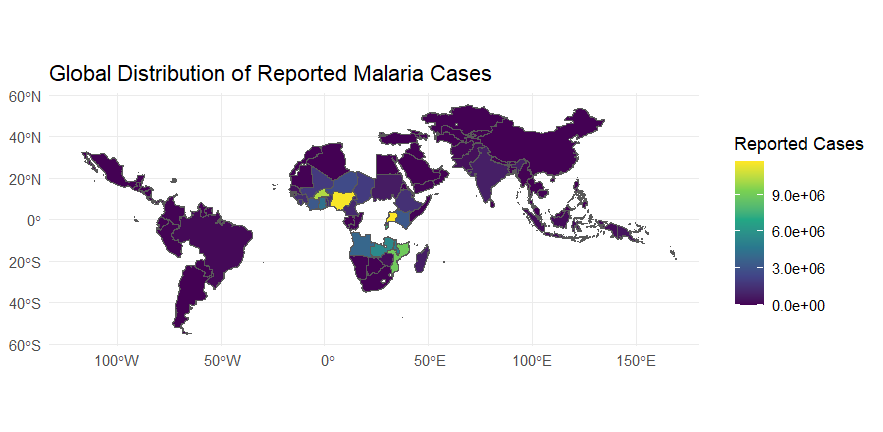 Global Distribution of Reported Malaria Cases
60°N
40°N
20°N
0°
20°S
40°S
60°S
100°W
50°W
0°
50°E
100°E
150°E
Reported Cases
9.0e+06
6.0e+06
3.0e+06
0.0e+00